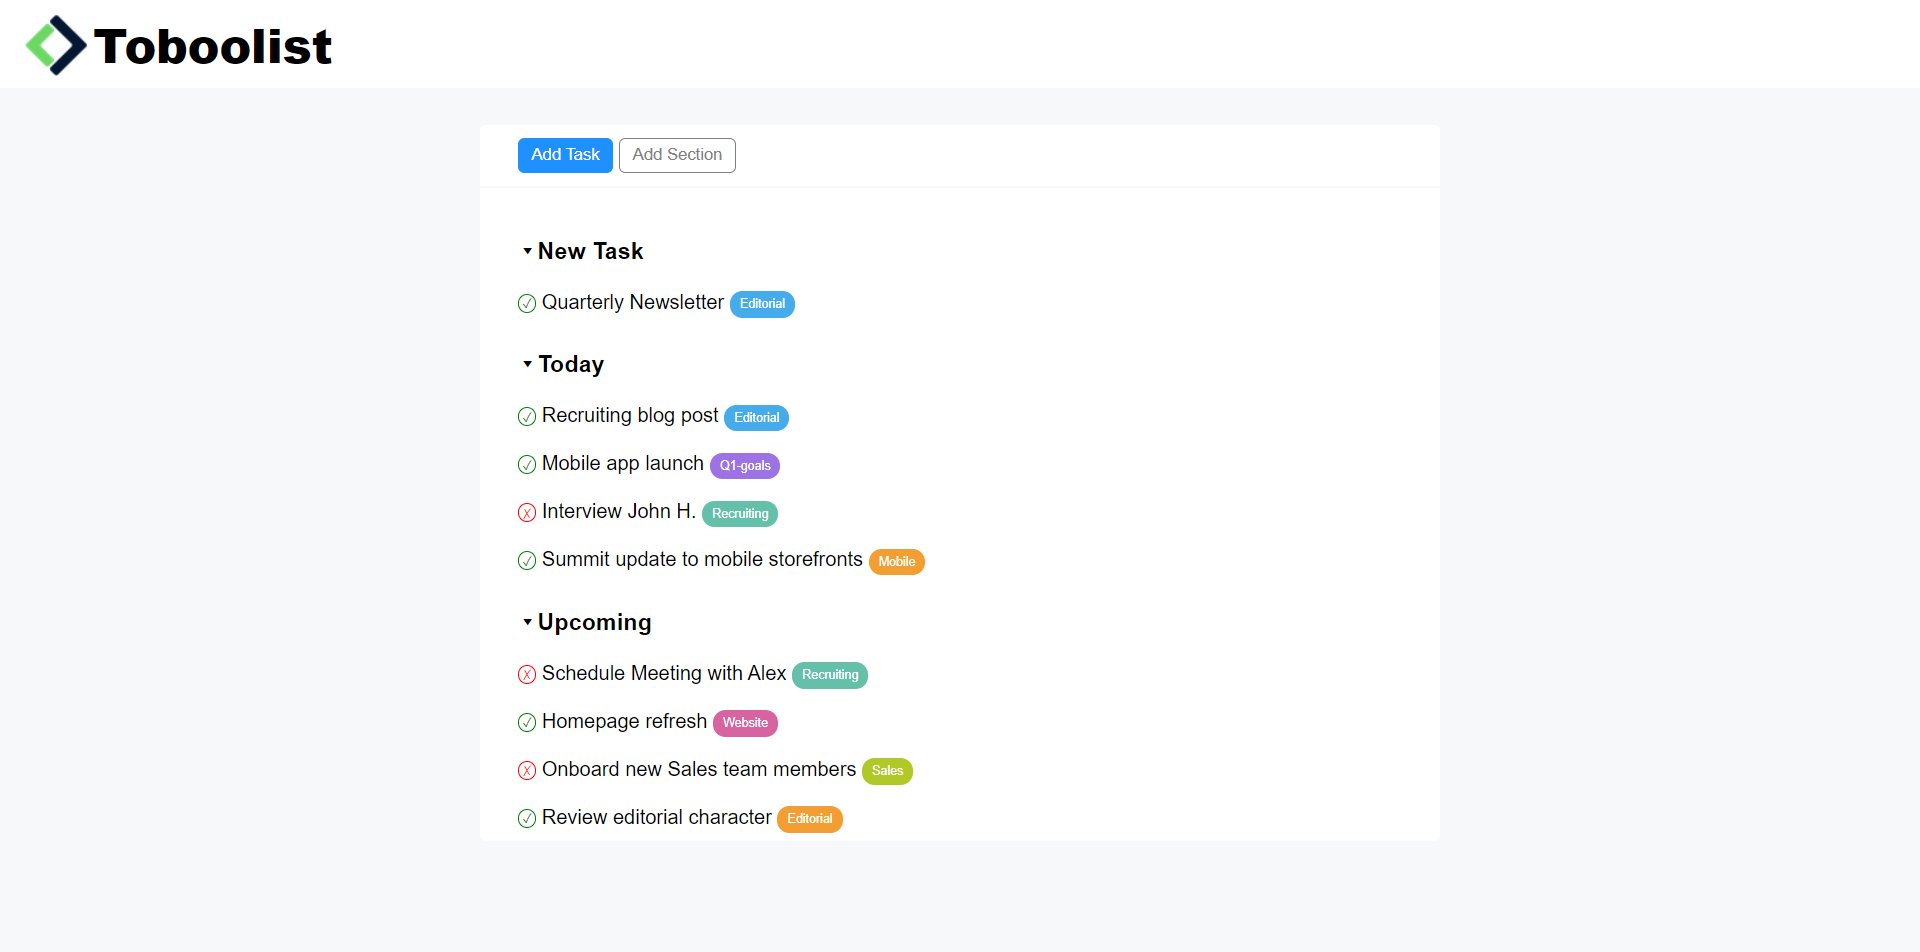 Toboolist
Add Task Add Section
New Task
Quarterly Newsletter Editorial
Today
Recruiting blog post Editorial
Mobile app launch Q1-goals
Interview John H. Recruiting
Summit update to mobile storefronts Mobile
Upcoming
Schedule Meeting with Alex Recruiting
Homepage refresh Website
Onboard new Sales team members Sales
Review editorial character Editorial